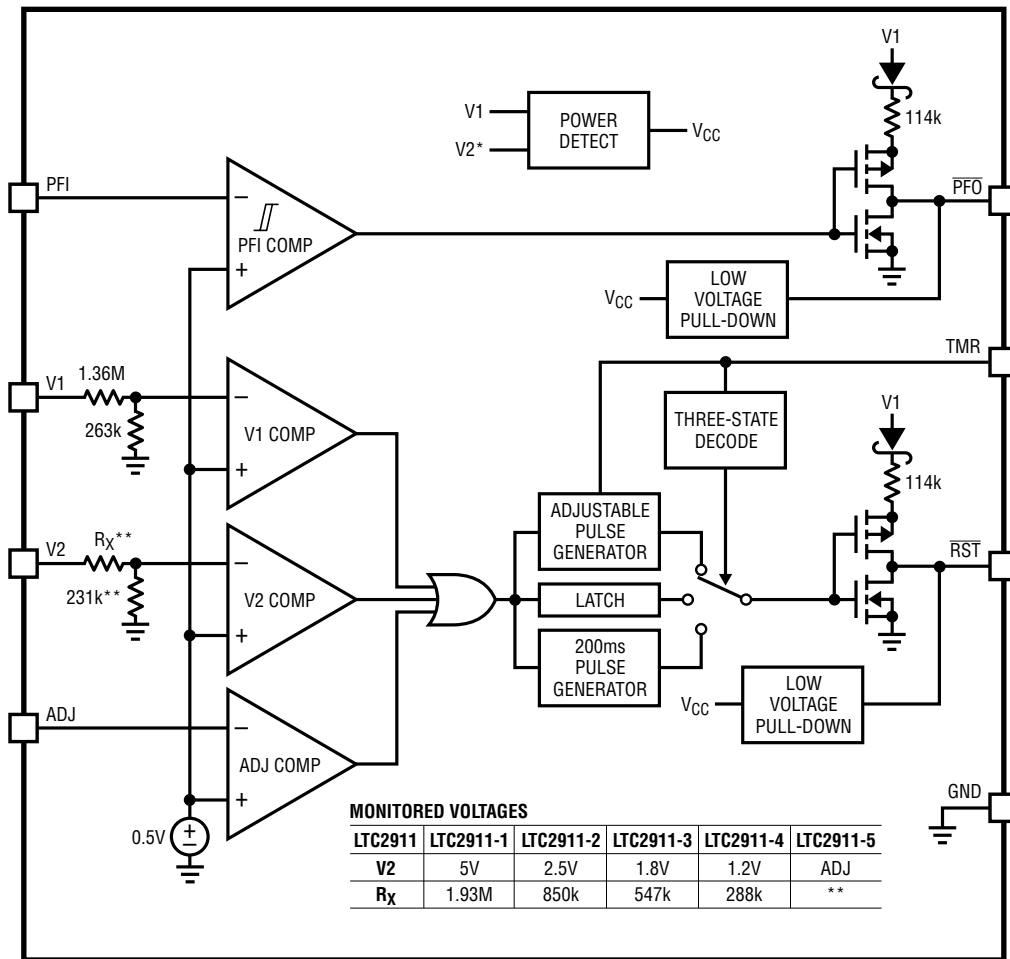 V1
114k
V1
V2*
POWER
DETECT
VCC
PFI
−
PFI COMP
+
PFO
VCC
LOW
VOLTAGE
PULL-DOWN
TMR
V1
1.36M
263k
−
V1 COMP
+
THREE-STATE
DECODE
V1
114k
V2
RX**
231k**
−
V2 COMP
+
ADJUSTABLE
PULSE
GENERATOR
LATCH
200ms
PULSE
GENERATOR
RST
VCC
LOW
VOLTAGE
PULL-DOWN
ADJ
−
ADJ COMP
+
0.5V
+
−
GND
MONITORED VOLTAGES
LTC2911 LTC2911-1 LTC2911-2 LTC2911-3 LTC2911-4 LTC2911-5
V2 5V 2.5V 1.8V 1.2V ADJ
RX 1.93M 850k 547k 288k **